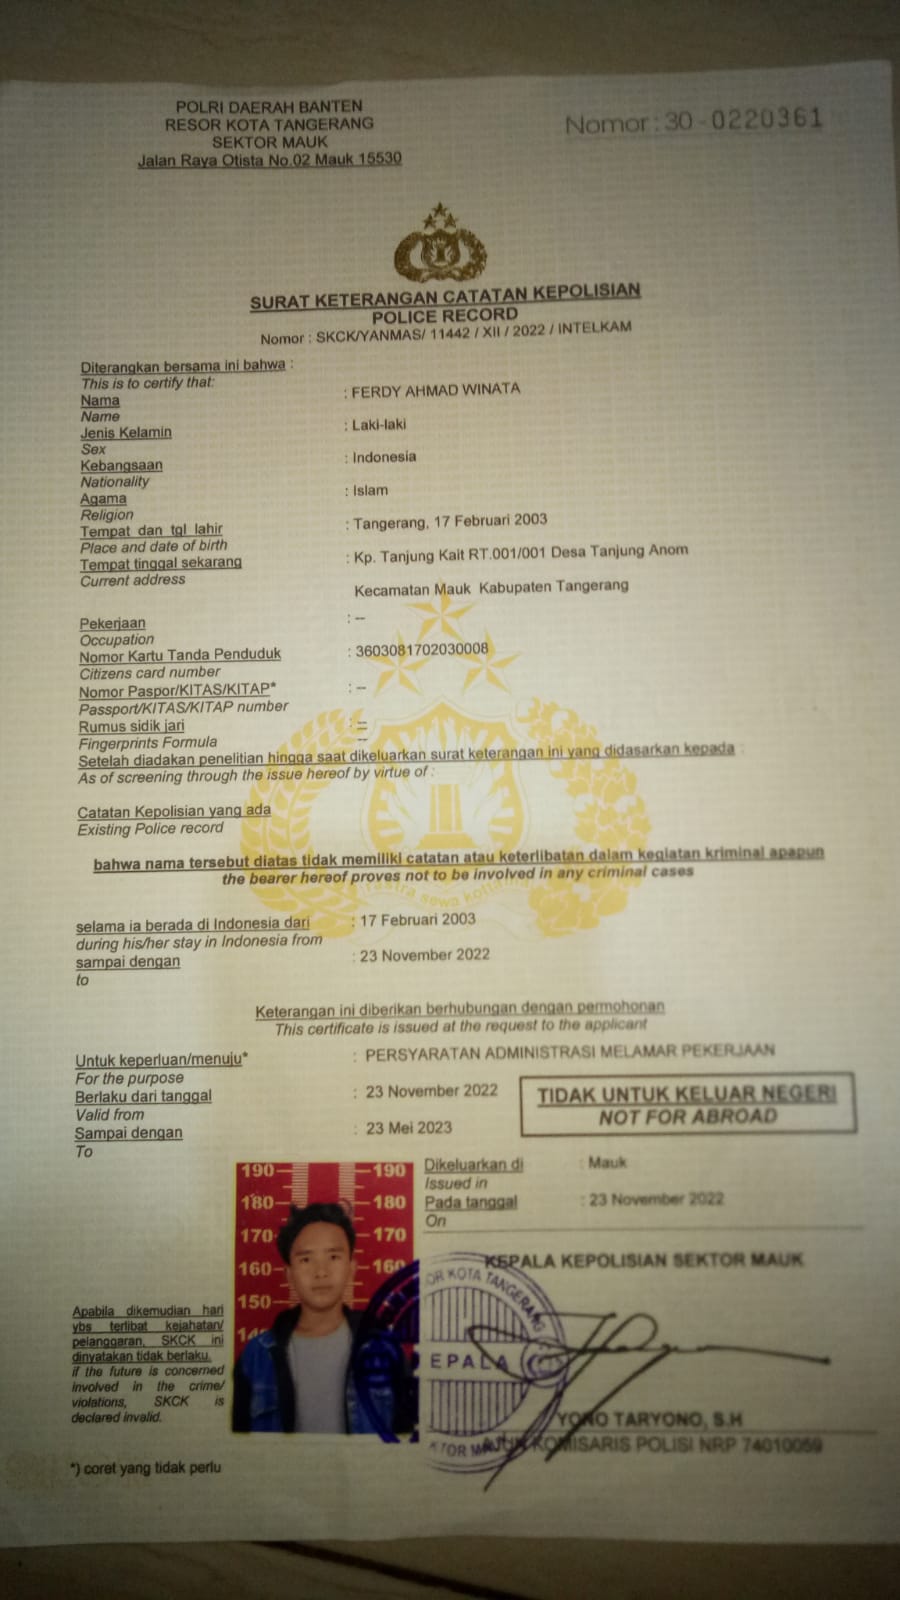 POLRI DAERAH BANTEN
RESOR KOTA TANGERANG
SEKTOR MAUK
Jalan Raya Otista No.02 Mauk 15530
Nomor : 30 - 0220361
SURAT KETERANGAN CATATAN KEPOLISIAN
POLICE RECORD
Nomor : SKCK/YANMAS/ 11442 / XII / 2022 / INTELKAM
Diterangkan bersama ini bahwa :
This is to certify that:
Nama : FERDY AHMAD WINATA
Name
Jenis Kelamin : Laki-laki
Sex
Kebangsaan : Indonesia
Nationality
Agama : Islam
Religion
Tempat dan tgl lahir : Tangerang, 17 Februari 2003
Place and date of birth
Tempat tinggal sekarang : Kp. Tanjung Kait RT.001/001 Desa Tanjung Anom
Current address
Kecamatan Mauk Kabupaten Tangerang
Pekerjaan : --
Occupation
Nomor Kartu Tanda Penduduk : 3603081702030008
Citizens card number
Nomor Paspor/KITAS/KITAP* : --
Passport/KITAS/KITAP number
Rumus sidik jari : =
Fingerprints Formula
Setelah diadakan penelitian hingga saat dikeluarkan surat keterangan ini yang didasarkan kepada :
As of screening through the issue hereof by virtue of :
Catatan Kepolisian yang ada
Existing Police record
bahwa nama tersebut diatas tidak memiliki catatan atau keterlibatan dalam kegiatan kriminal apapun
the bearer hereof proves not to be involved in any criminal cases
selama ia berada di Indonesia dari : 17 Februari 2003
during his/her stay in Indonesia from
sampai dengan : 23 November 2022
to
Keterangan ini diberikan berhubungan dengan permohonan
This certificate is issued at the request to the applicant
Untuk keperluan/menuju* : PERSYARATAN ADMINISTRASI MELAMAR PEKERJAAN
For the purpose
Berlaku dari tanggal : 23 November 2022
Valid from
Sampai dengan : 23 Mei 2023
To
TIDAK UNTUK KELUAR NEGERI
NOT FOR ABROAD
190 190
180 180
170 170
160 160
150
Dikeluarkan di : Mauk
Issued in
Pada tanggal : 23 November 2022
On
KEPALA KEPOLISIAN SEKTOR MAUK
OR KOTA TANGERANG
EPALA
KTOR
YONO TARYONO, S.H
AJUN KOMISARIS POLISI NRP 74010059
Apabila dikemudian hari
ybs terlibat kejahatan/
pelanggaran, SKCK ini
dinyatakan tidak berlaku.
if the future is concerned
involved in the crime/
violations, SKCK is
declared invalid.
*) coret yang tidak perlu